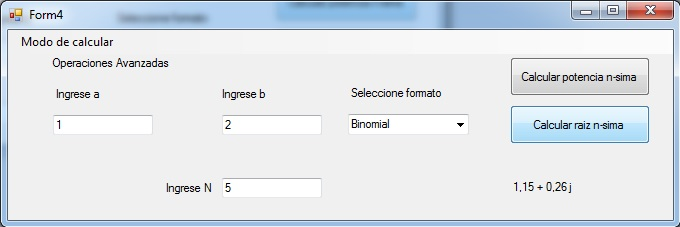 Form4
Modo de calcular
Operaciones Avanzadas
Calcular potencia n-sima
Ingrese a
Ingrese b
Seleccione formato
1
2
Binomial
Calcular raiz n-sima
Ingrese N
5
1,15 + 0,26 j